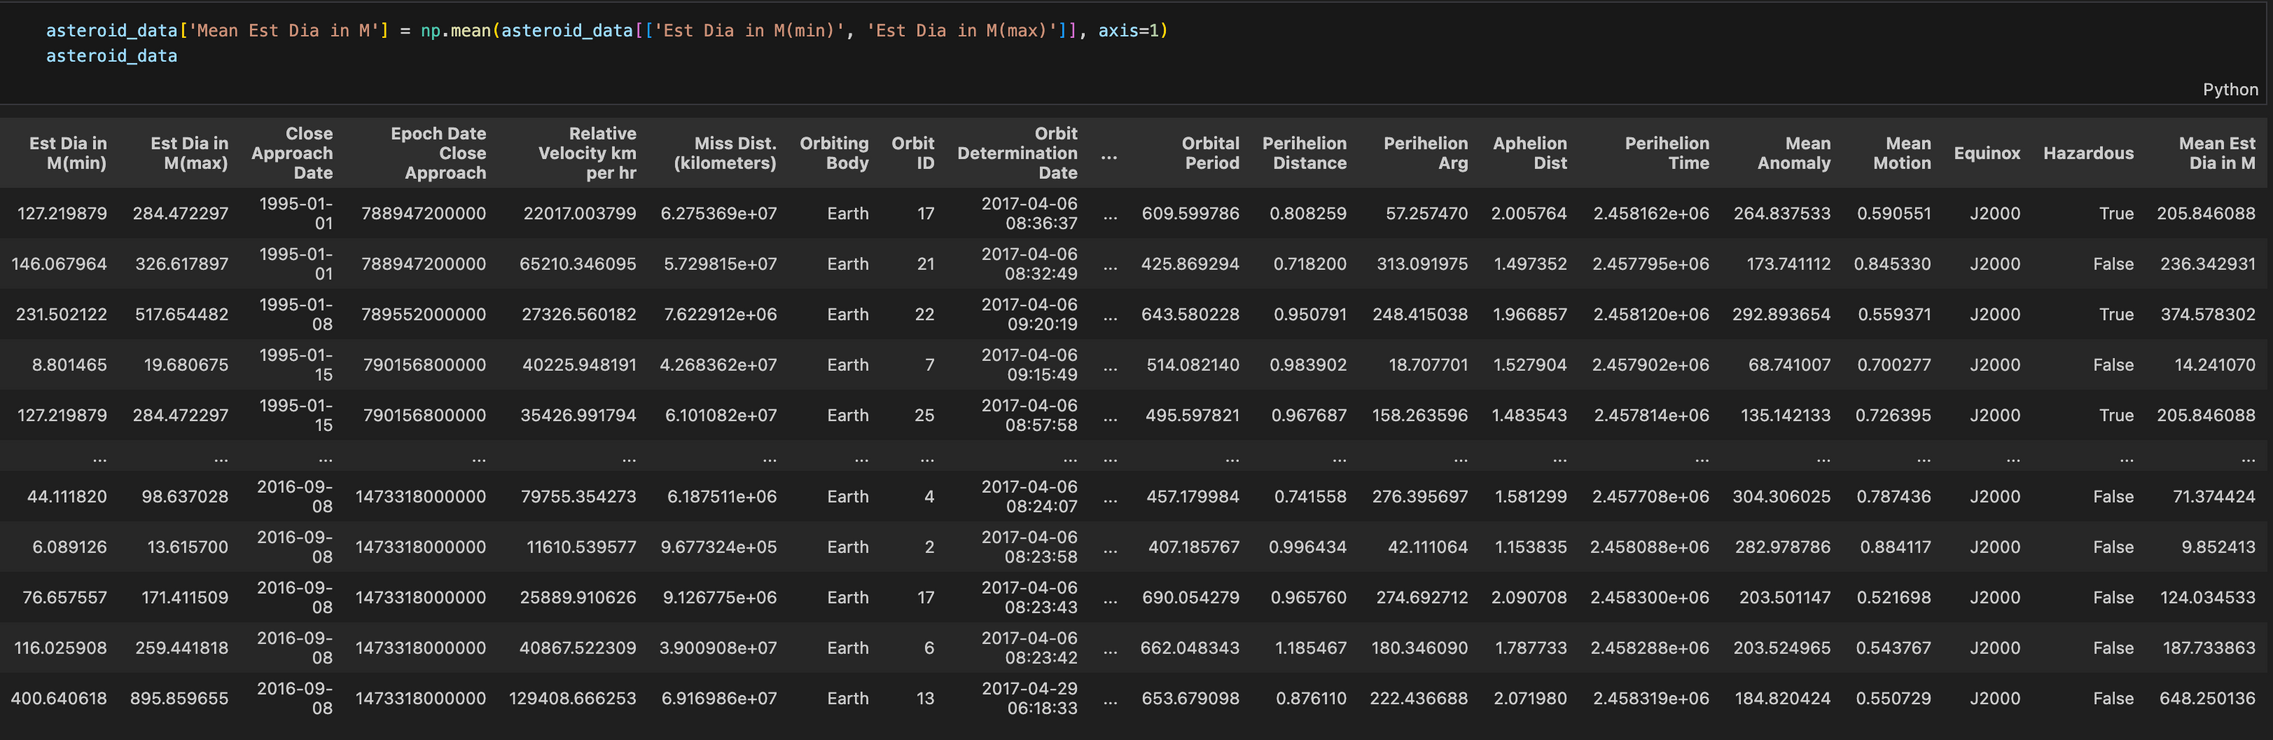 asteroid_data['Mean Est Dia in M'] = np.mean(asteroid_data[['Est Dia in M(min)', 'Est Dia in M(max)']], axis=1)
asteroid_data
Python
Est Dia in M(min) Est Dia in M(max) Close Approach Date Epoch Date Close Approach Relative Velocity km per hr Miss Dist. (kilometers) Orbiting Body Orbit ID Orbit Determination Date ... Orbital Period Perihelion Distance Perihelion Arg Aphelion Dist Perihelion Time Mean Anomaly Mean Motion Equinox Hazardous Mean Est Dia in M
127.219879 284.472297 1995-01-01 788947200000 22017.003799 6.275369e+07 Earth 17 2017-04-06 08:36:37 ... 609.599786 0.808259 57.257470 2.005764 2.458162e+06 264.837533 0.590551 J2000 True 205.846088
146.067964 326.617897 1995-01-01 788947200000 65210.346095 5.729815e+07 Earth 21 2017-04-06 08:32:49 ... 425.869294 0.718200 313.091975 1.497352 2.457795e+06 173.741112 0.845330 J2000 False 236.342931
231.502122 517.654482 1995-01-08 789552000000 27326.560182 7.622912e+06 Earth 22 2017-04-06 09:20:19 ... 643.580228 0.950791 248.415038 1.966857 2.458120e+06 292.893654 0.559371 J2000 True 374.578302
8.801465 19.680675 1995-01-15 790156800000 40225.948191 4.268362e+07 Earth 7 2017-04-06 09:15:49 ... 514.082140 0.983902 18.707701 1.527904 2.457902e+06 68.741007 0.700277 J2000 False 14.241070
127.219879 284.472297 1995-01-15 790156800000 35426.991794 6.101082e+07 Earth 25 2017-04-06 08:57:58 ... 495.597821 0.967687 158.263596 1.483543 2.457814e+06 135.142133 0.726395 J2000 True 205.846088
... ... ... ... ... ... ... ... ... ... ... ... ... ... ... ... ... ... ... ...
44.111820 98.637028 2016-09-08 1473318000000 79755.354273 6.187511e+06 Earth 4 2017-04-06 08:24:07 ... 457.179984 0.741558 276.395697 1.581299 2.457708e+06 304.306025 0.787436 J2000 False 71.374424
6.089126 13.615700 2016-09-08 1473318000000 11610.539577 9.677324e+05 Earth 2 2017-04-06 08:23:58 ... 407.185767 0.996434 42.111064 1.153835 2.458088e+06 282.978786 0.884117 J2000 False 9.852413
76.657557 171.411509 2016-09-08 1473318000000 25889.910626 9.126775e+06 Earth 17 2017-04-06 08:23:43 ... 690.054279 0.965760 274.692712 2.090708 2.458300e+06 203.501147 0.521698 J2000 False 124.034533
116.025908 259.441818 2016-09-08 1473318000000 40867.522309 3.900908e+07 Earth 6 2017-04-06 08:23:42 ... 662.048343 1.185467 180.346090 1.787733 2.458288e+06 203.524965 0.543767 J2000 False 187.733863
400.640618 895.859655 2016-09-08 1473318000000 129408.666253 6.916986e+07 Earth 13 2017-04-29 06:18:33 ... 653.679098 0.876110 222.436688 2.071980 2.458319e+06 184.820424 0.550729 J2000 False 648.250136